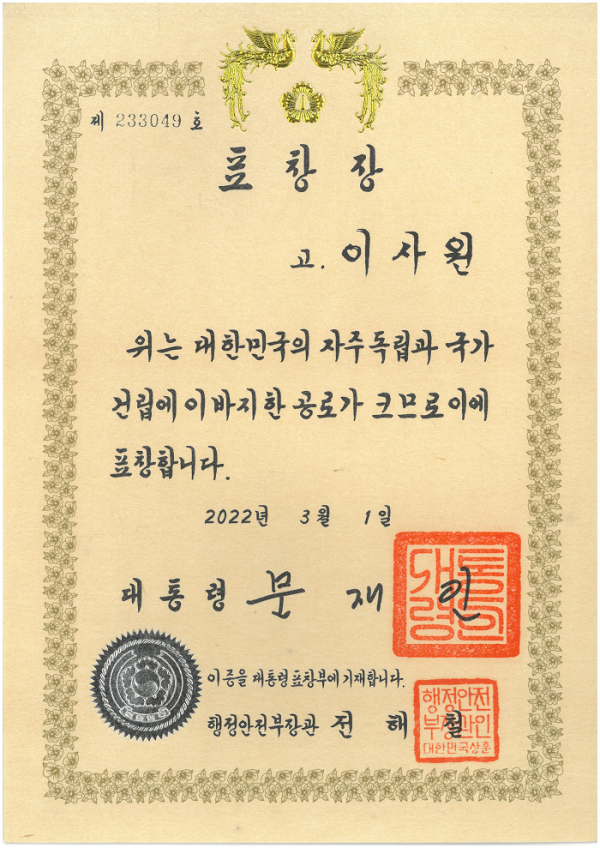 제 233049 호
표 창 장
고. 이 사 원
위는 대한민국의 자주독립과 국가
건립에 이바지한 공로가 크므로 이에
표창합니다.
2022년 3월 1일
대통령 문 재 인
대통령의인
이 증을 대통령표창부에 기재합니다.
행정안전부장관 전 해 철
행정안전
부장관인
대한민국상훈